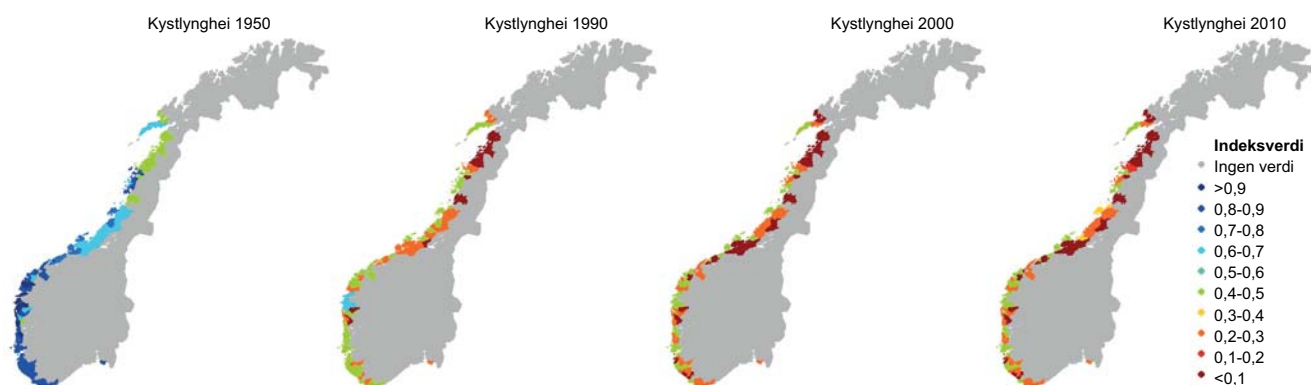 Kystlynghei 1950
Kystlynghei 1990
Kystlynghei 2000
Kystlynghei 2010
Indeksverdi
Ingen verdi
>0,9
0,8-0,9
0,7-0,8
0,6-0,7
0,5-0,6
0,4-0,5
0,3-0,4
0,2-0,3
0,1-0,2
<0,1